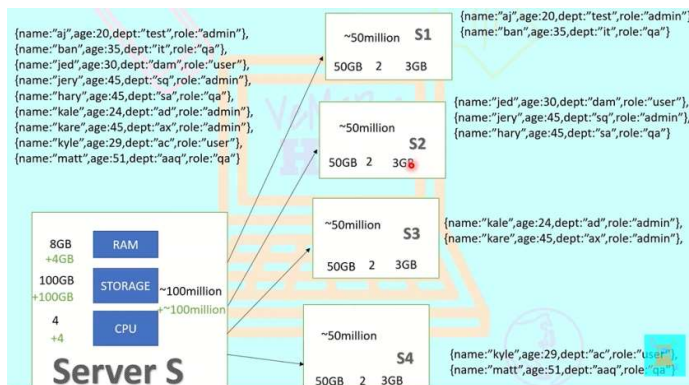 {name:"aj",age:20,dept:"test",role:"admin"},
{name:"ban",age:35,dept:"it",role:"qa"},
{name:"jed",age:30,dept:"dam",role:"user"},
{name:"jery",age:45,dept:"sq",role:"admin"},
{name:"hary",age:45,dept:"sa",role:"qa"},
{name:"kale",age:24,dept:"ad",role:"admin"},
{name:"kare",age:45,dept:"ax",role:"admin"},
{name:"kyle",age:29,dept:"ac",role:"user"},
{name:"matt",age:51,dept:"aaq",role:"qa"}
~50million S1
50GB 2 3GB
{name:"aj",age:20,dept:"test",role:"admin"}
{name:"ban",age:35,dept:"it",role:"qa"}
~50million
S2
50GB 2 3GB
{name:"jed",age:30,dept:"dam",role:"user"},
{name:"jery",age:45,dept:"sq",role:"admin"},
{name:"hary",age:45,dept:"sa",role:"qa"}
~50million
S3
50GB 2 3GB
{name:"kale",age:24,dept:"ad",role:"admin"},
{name:"kare",age:45,dept:"ax",role:"admin"},
~50million
S4
50GB 2 3GB
{name:"kyle",age:29,dept:"ac",role:"user"},
{name:"matt",age:51,dept:"aaq",role:"qa"}
8GB RAM
+4GB
100GB STORAGE ~100million
+100GB +~100million
4 CPU
+4
Server S